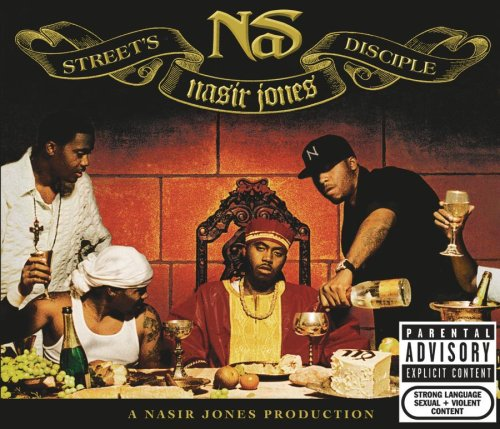 NAS
STREET'S DISCIPLE
nasir jones
N
A NASIR JONES PRODUCTION
PARENTAL
ADVISORY
EXPLICIT CONTENT
STRONG LANGUAGE
SEXUAL + VIOLENT
CONTENT